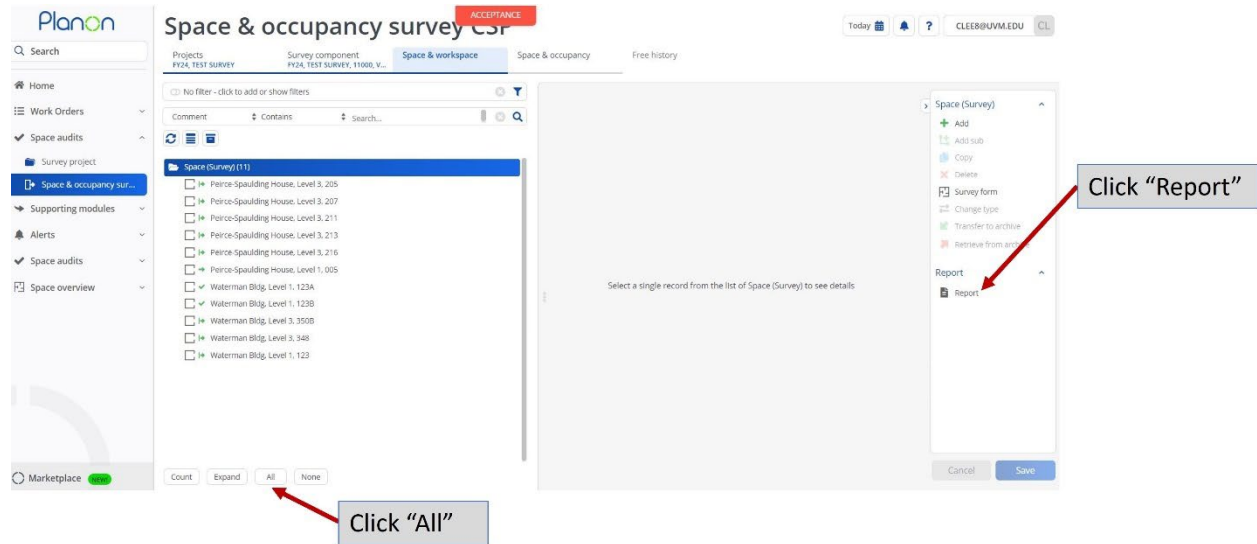 Planon
Space & occupancy survey CSP
ACCEPTANCE
Today
?
CLEE8@UVM.EDU
CL
Search
Projects
FY24, TEST SURVEY
Survey component
FY24, TEST SURVEY, 11000, V...
Space & workspace
Space & occupancy
Free history
Home
Work Orders
Space audits
Survey project
Space & occupancy sur...
Supporting modules
Alerts
Space audits
Space overview
Marketplace
NEW!
No filter - click to add or show filters
Comment
Contains
Search...
Space (Survey) (11)
Peirce-Spaulding House, Level 3, 205
Peirce-Spaulding House, Level 3, 207
Peirce-Spaulding House, Level 3, 211
Peirce-Spaulding House, Level 3, 213
Peirce-Spaulding House, Level 3, 216
Peirce-Spaulding House, Level 1, 005
Waterman Bldg, Level 1, 123A
Waterman Bldg, Level 1, 123B
Waterman Bldg, Level 3, 350B
Waterman Bldg, Level 3, 348
Waterman Bldg, Level 1, 123
Count
Expand
All
None
Select a single record from the list of Space (Survey) to see details
Space (Survey)
Add
Add sub
Copy
Delete
Survey form
Change type
Transfer to archive
Retrieve from archive
Report
Report
Cancel
Save
Click “Report”
Click “All”